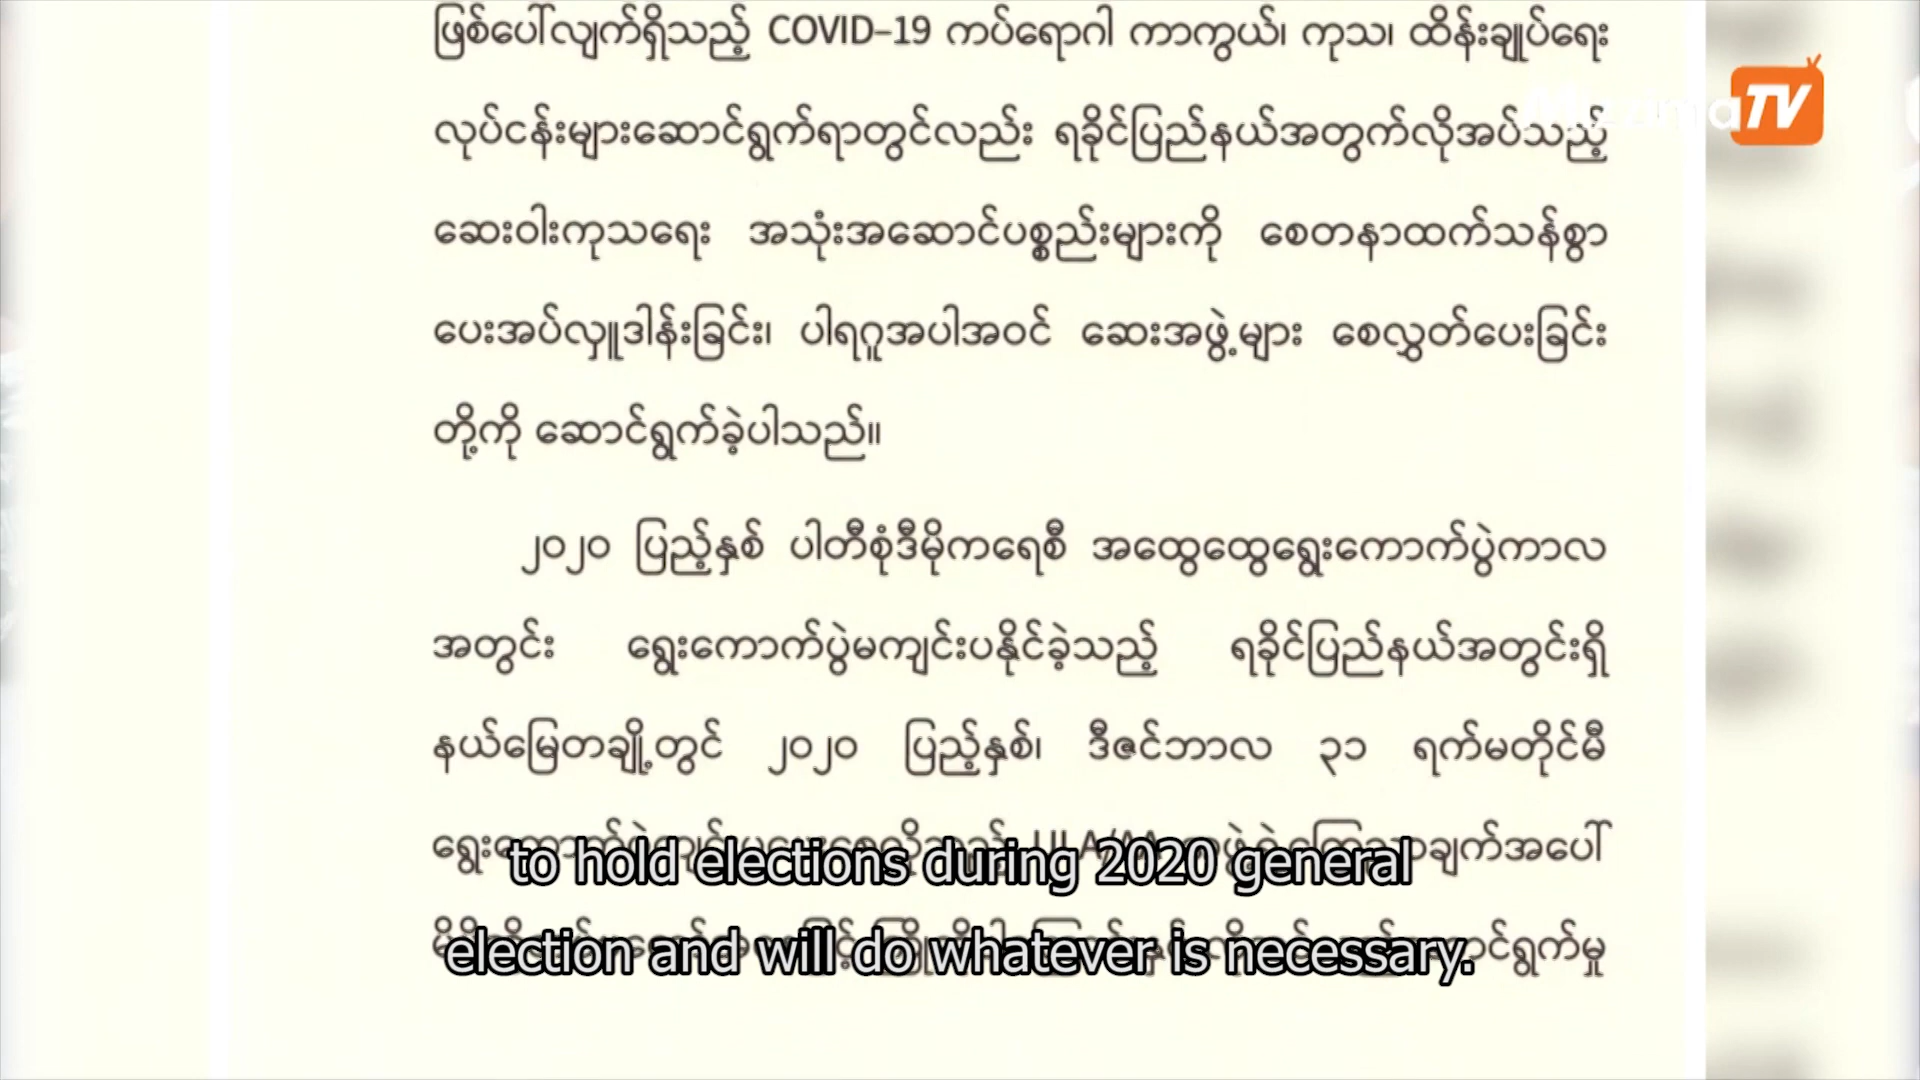 ဖြစ်ပေါ်လျက်ရှိသည့် COVID-19 ကပ်ရောဂါ ကာကွယ်၊ ကုသ၊ ထိန်းချုပ်ရေး
လုပ်ငန်းများဆောင်ရွက်ရာတွင်လည်း ရခိုင်ပြည်နယ်အတွက်လိုအပ်သည့်
Mizzima TV
ဆေးဝါးကုသရေး အသုံးအဆောင်ပစ္စည်းများကို စေတနာထက်သန်စွာ
ပေးအပ်လှူဒါန်းခြင်း၊ ပါရဂူအပါအဝင် ဆေးအဖွဲ့များ စေလွှတ်ပေးခြင်း
တို့ကို ဆောင်ရွက်ခဲ့ပါသည်။
၂၀၂၀ ပြည့်နှစ် ပါတီစုံဒီမိုကရေစီ အထွေထွေရွေးကောက်ပွဲကာလ
အတွင်း ရွေးကောက်ပွဲမကျင်းပနိုင်ခဲ့သည့် ရခိုင်ပြည်နယ်အတွင်းရှိ
နယ်မြေတချို့တွင် ၂၀၂၀ ပြည့်နှစ်၊ ဒီဇင်ဘာလ ၃၁ ရက်မတိုင်မီ
to hold elections during 2020 general
election and will do whatever is necessary.